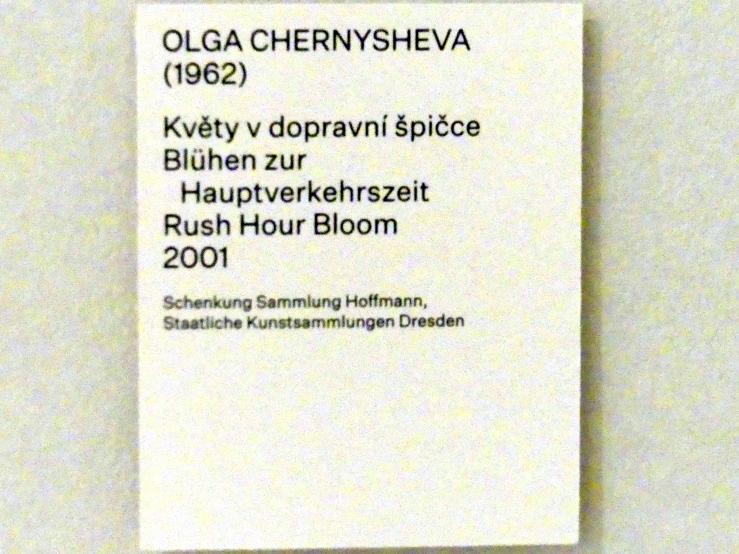 OLGA CHERNYSHEVA
(1962)
Květy v dopravní špičce
Blühen zur
Hauptverkehrszeit
Rush Hour Bloom
2001
Schenkung Sammlung Hoffmann,
Staatliche Kunstsammlungen Dresden